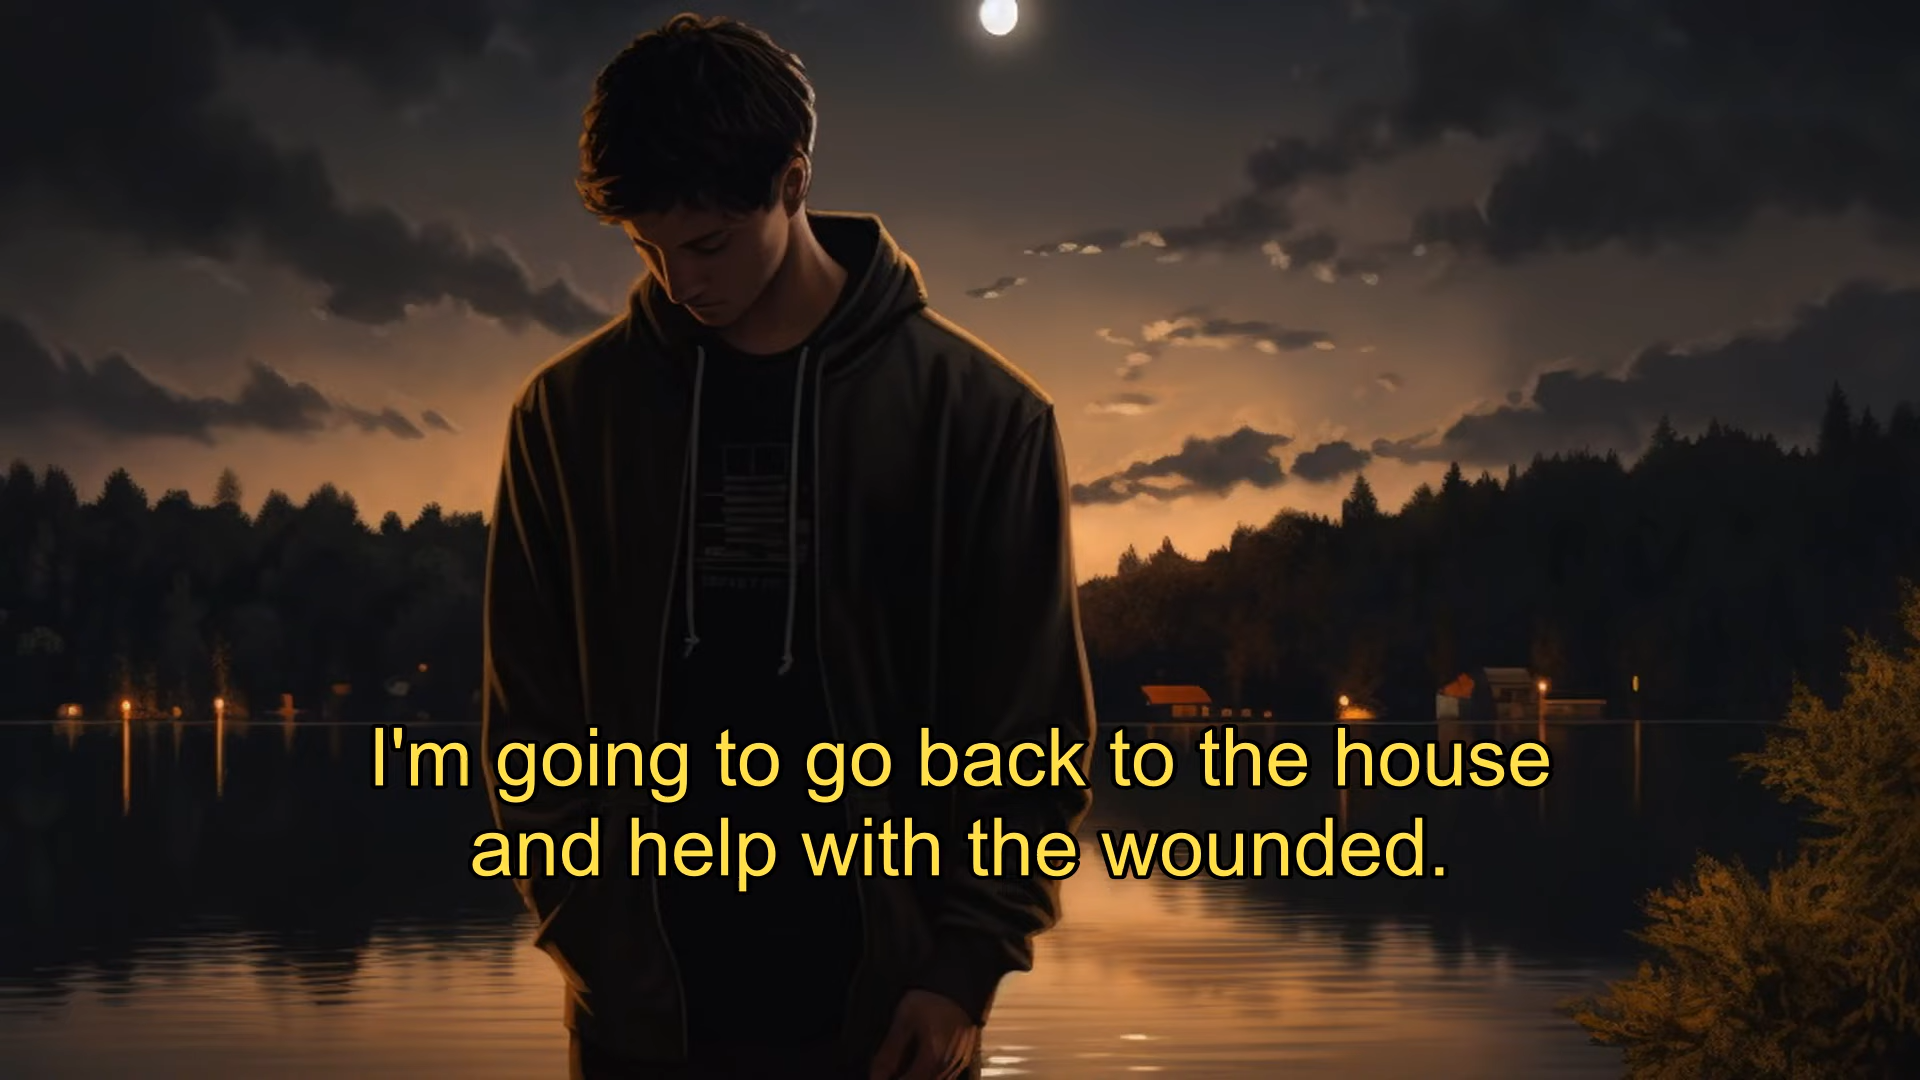 I'm going to go back to the house
and help with the wounded.